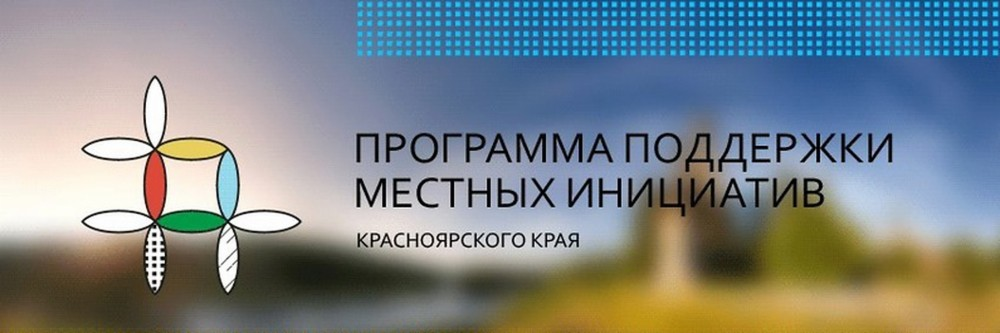 ПРОГРАММА ПОДДЕРЖКИ
МЕСТНЫХ ИНИЦИАТИВ
КРАСНОЯРСКОГО КРАЯ